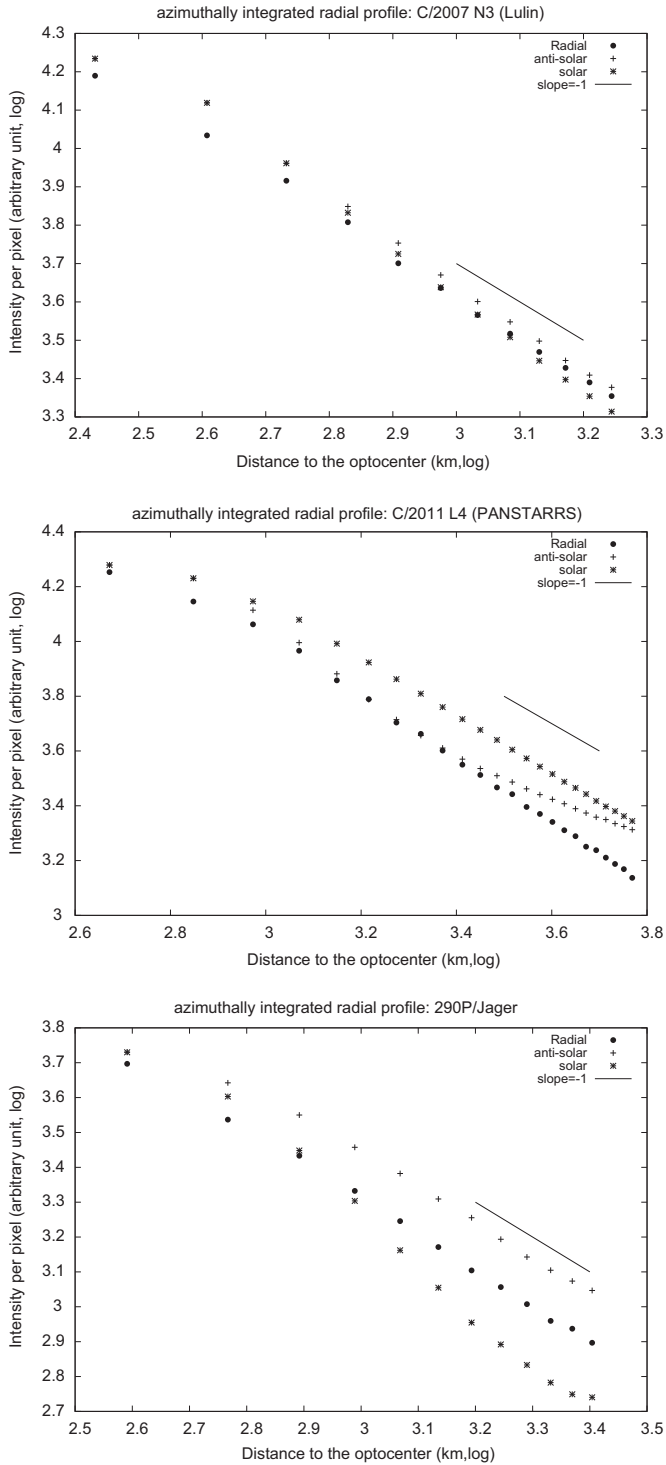 azimuthally integrated radial profile: C/2007 N3 (Lulin)
Intensity per pixel (arbitrary unit, log)
4.3
4.2
4.1
4
3.9
3.8
3.7
3.6
3.5
3.4
3.3
Radial
anti-solar
solar
slope=-1
2.4 2.5 2.6 2.7 2.8 2.9 3 3.1 3.2 3.3
Distance to the optocenter (km,log)
azimuthally integrated radial profile: C/2011 L4 (PANSTARRS)
Intensity per pixel (arbitrary unit, log)
4.4
4.2
4
3.8
3.6
3.4
3.2
3
Radial
anti-solar
solar
slope=-1
2.6 2.8 3 3.2 3.4 3.6 3.8
Distance to the optocenter (km,log)
azimuthally integrated radial profile: 290P/Jager
Intensity per pixel (arbitrary unit, log)
3.8
3.7
3.6
3.5
3.4
3.3
3.2
3.1
3
2.9
2.8
2.7
Radial
anti-solar
solar
slope=-1
2.5 2.6 2.7 2.8 2.9 3 3.1 3.2 3.3 3.4 3.5
Distance to the optocenter (km,log)